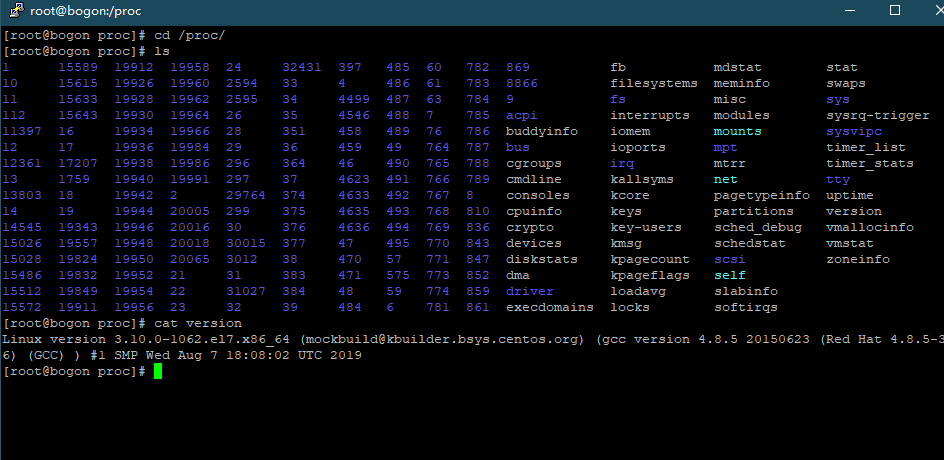 root@bogon:/proc
[root@bogon proc]# cd /proc/
[root@bogon proc]# ls
1 15589 19912 19958 24 32431 397 485 60 782 869 fb mdstat stat
10 15615 19926 19960 2594 33 4 486 61 783 8866 filesystems meminfo swaps
11 15633 19928 19962 2595 34 4499 487 63 784 9 fs misc sys
112 15643 19930 19964 26 35 4546 488 7 785 acpi interrupts modules sysrq-trigger
11397 16 19934 19966 28 351 458 489 76 786 buddyinfo iomem mounts sysvipc
12 17 19936 19984 29 36 459 49 764 787 bus ioports mpt timer_list
12361 17207 19938 19986 296 364 46 490 765 788 cgroups irq mtrr timer_stats
13 1759 19940 19991 297 37 4623 491 766 789 cmdline kallsyms net tty
13803 18 19942 2 29764 374 4633 492 767 8 consoles kcore pagetypeinfo uptime
14 19 19944 20005 299 375 4635 493 768 810 cpuinfo keys partitions version
14545 19343 19946 20016 30 376 4636 494 769 836 crypto key-users sched_debug vmallocinfo
15026 19557 19948 20018 30015 377 47 495 770 843 devices kmsg schedstat vmstat
15028 19824 19950 20065 3012 38 470 57 771 847 diskstats kpagecount scsi zoneinfo
15486 19832 19952 21 31 383 471 575 773 852 dma kpageflags self
15512 19849 19954 22 31027 384 48 59 774 859 driver loadavg slabinfo
15572 19911 19956 23 32 39 484 6 781 861 execdomains locks softirqs
[root@bogon proc]# cat version
Linux version 3.10.0-1062.el7.x86_64 (mockbuild@kbuilder.bsys.centos.org) (gcc version 4.8.5 20150623 (Red Hat 4.8.5-3
6) (GCC) ) #1 SMP Wed Aug 7 18:08:02 UTC 2019
[root@bogon proc]#